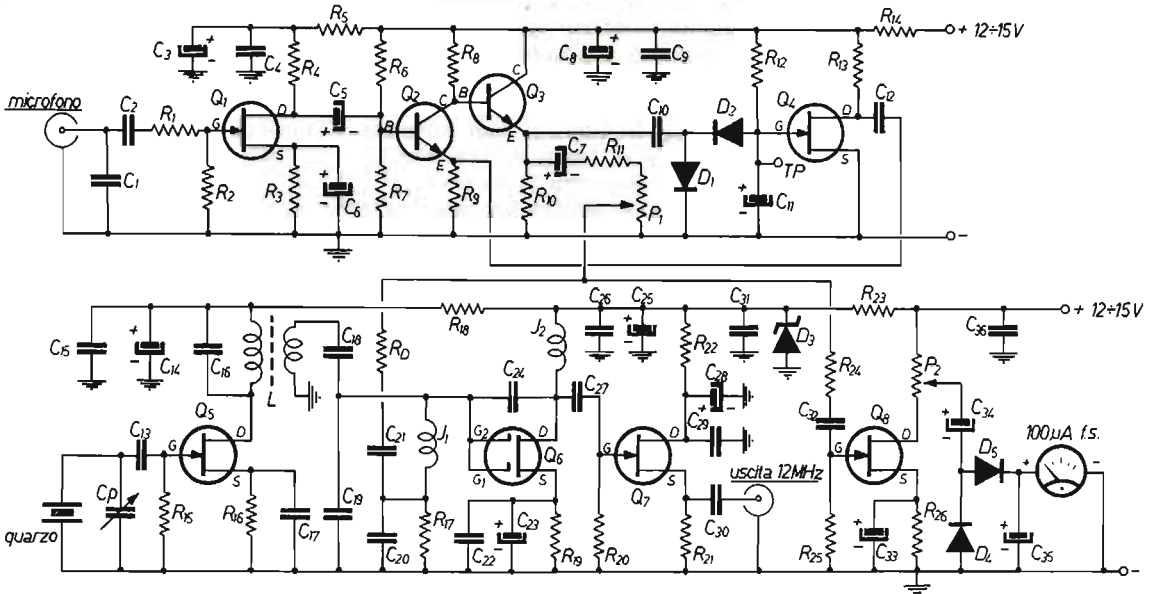 R5
R14
+ 12÷15V
C3
+
-
C4
R4
R6
R8
C8
+
-
C9
R12
R13
microfono
C2
R1
Q1
G
D
S
C5
+
-
Q2
B
C
E
B
Q3
C
E
C10
D2
Q4
G
D
S
C12
C1
R2
R3
C6
+
-
R7
R9
R10
C7
+
-
R11
P1
D1
TP
C11
+
-
-
C15
C14
+
-
C16
L
C18
R18
RD
J2
C26
C25
+
-
R22
C31
D3
R23
+ 12÷15V
C36
C13
Q5
G
D
S
C24
C27
C28
+
-
C29
R24
P2
C21
J1
G2
G1
Q6
D
S
G
D
S
Q7
C32
G
D
S
Q8
C34
+
-
D5
100µA f.s.
+
-
quarzo
CP
R15
R16
C17
C19
C20
R17
C22
C23
+
-
R19
R20
R21
C30
uscita 12MHz
R25
C33
+
-
R26
D4
C35
+
-
-